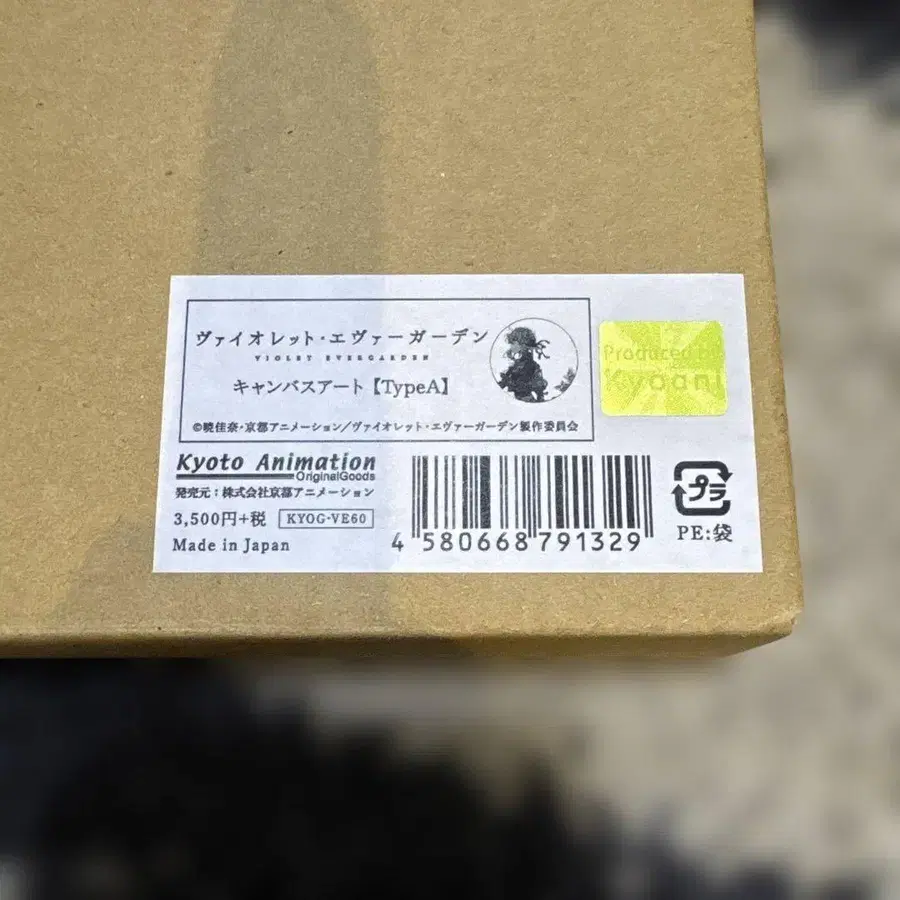 ヴァイオレット・エヴァーガーデン
VIOLET EVERGARDEN
キャンバスアート【TypeA】
©暁佳奈・京都アニメーション/ヴァイオレット・エヴァーガーデン製作委員会
Produced by
Kyoani
Kyoto Animation
OriginalGoods
発売元:株式会社京都アニメーション
3,500円+税 KYOG-VE60
Made in Japan
4 580668 791329
プラ
PE:袋